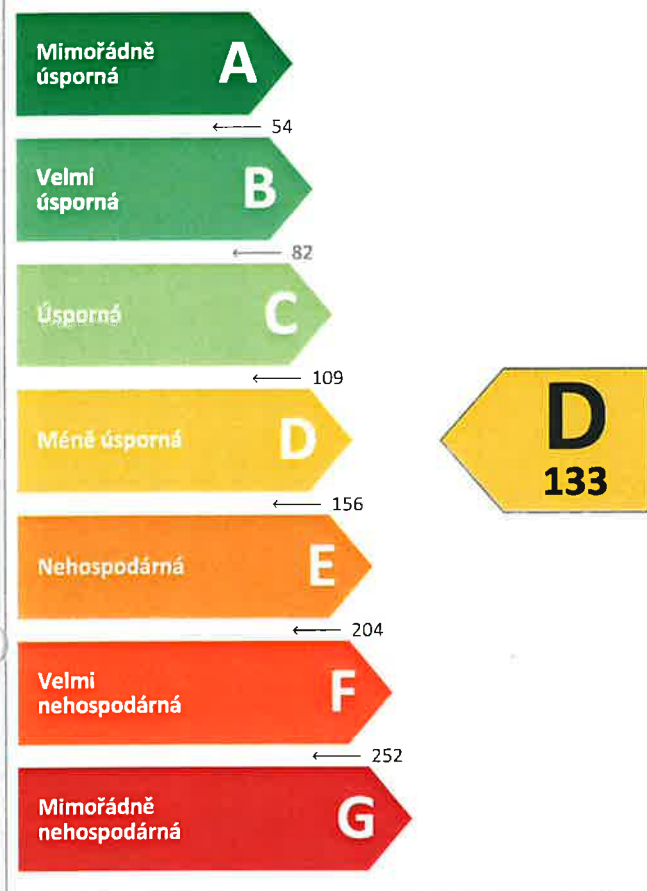 Mimořádně
úsporná
A
← 54
Velmi
úsporná
B
← 82
Úsporná
C
← 109
Méně úsporná
D
← 156
D
133
Nehospodárná
E
← 204
Velmi
nehospodárná
F
← 252
Mimořádně
nehospodárná
G